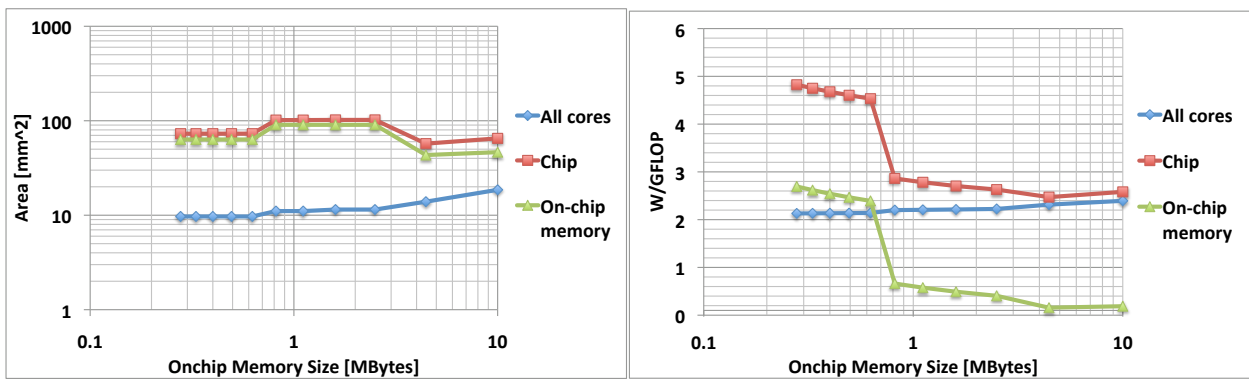 1000
100
10
1
0.1
1
10
Area [mm^2]
Onchip Memory Size [MBytes]
All cores
Chip
On-chip
memory
6
5
4
3
2
1
0
0.1
1
10
W/GFLOP
Onchip Memory Size [MBytes]
All cores
Chip
On-chip
memory